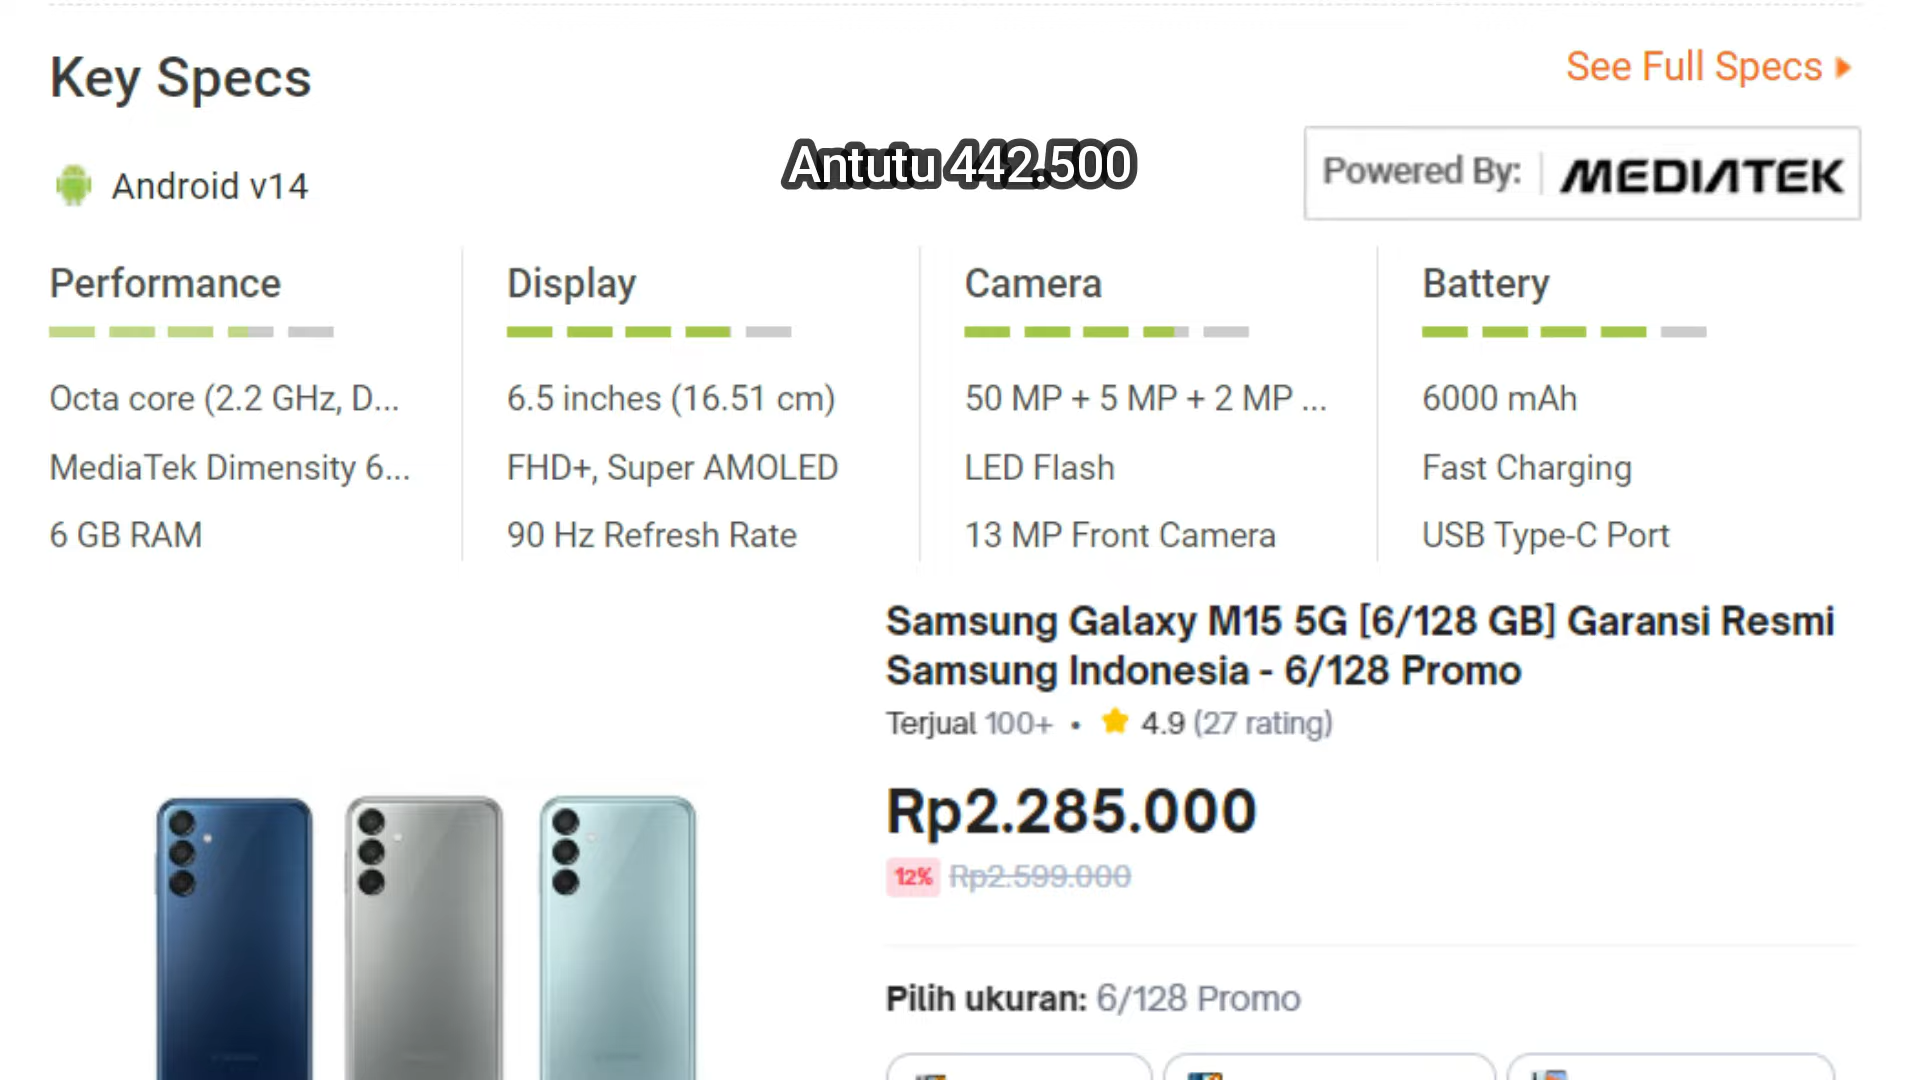 Key Specs
See Full Specs
Android v14
Antutu 442.500
Powered By: MEDIATEK
Performance
Octa core (2.2 GHz, D...
MediaTek Dimensity 6...
6 GB RAM
Display
6.5 inches (16.51 cm)
FHD+, Super AMOLED
90 Hz Refresh Rate
Camera
50 MP + 5 MP + 2 MP ...
LED Flash
13 MP Front Camera
Battery
6000 mAh
Fast Charging
USB Type-C Port
Samsung Galaxy M15 5G [6/128 GB] Garansi Resmi
Samsung Indonesia - 6/128 Promo
Terjual 100+ • 4.9 (27 rating)
Rp2.285.000
12% Rp2.599.000
Pilih ukuran: 6/128 Promo